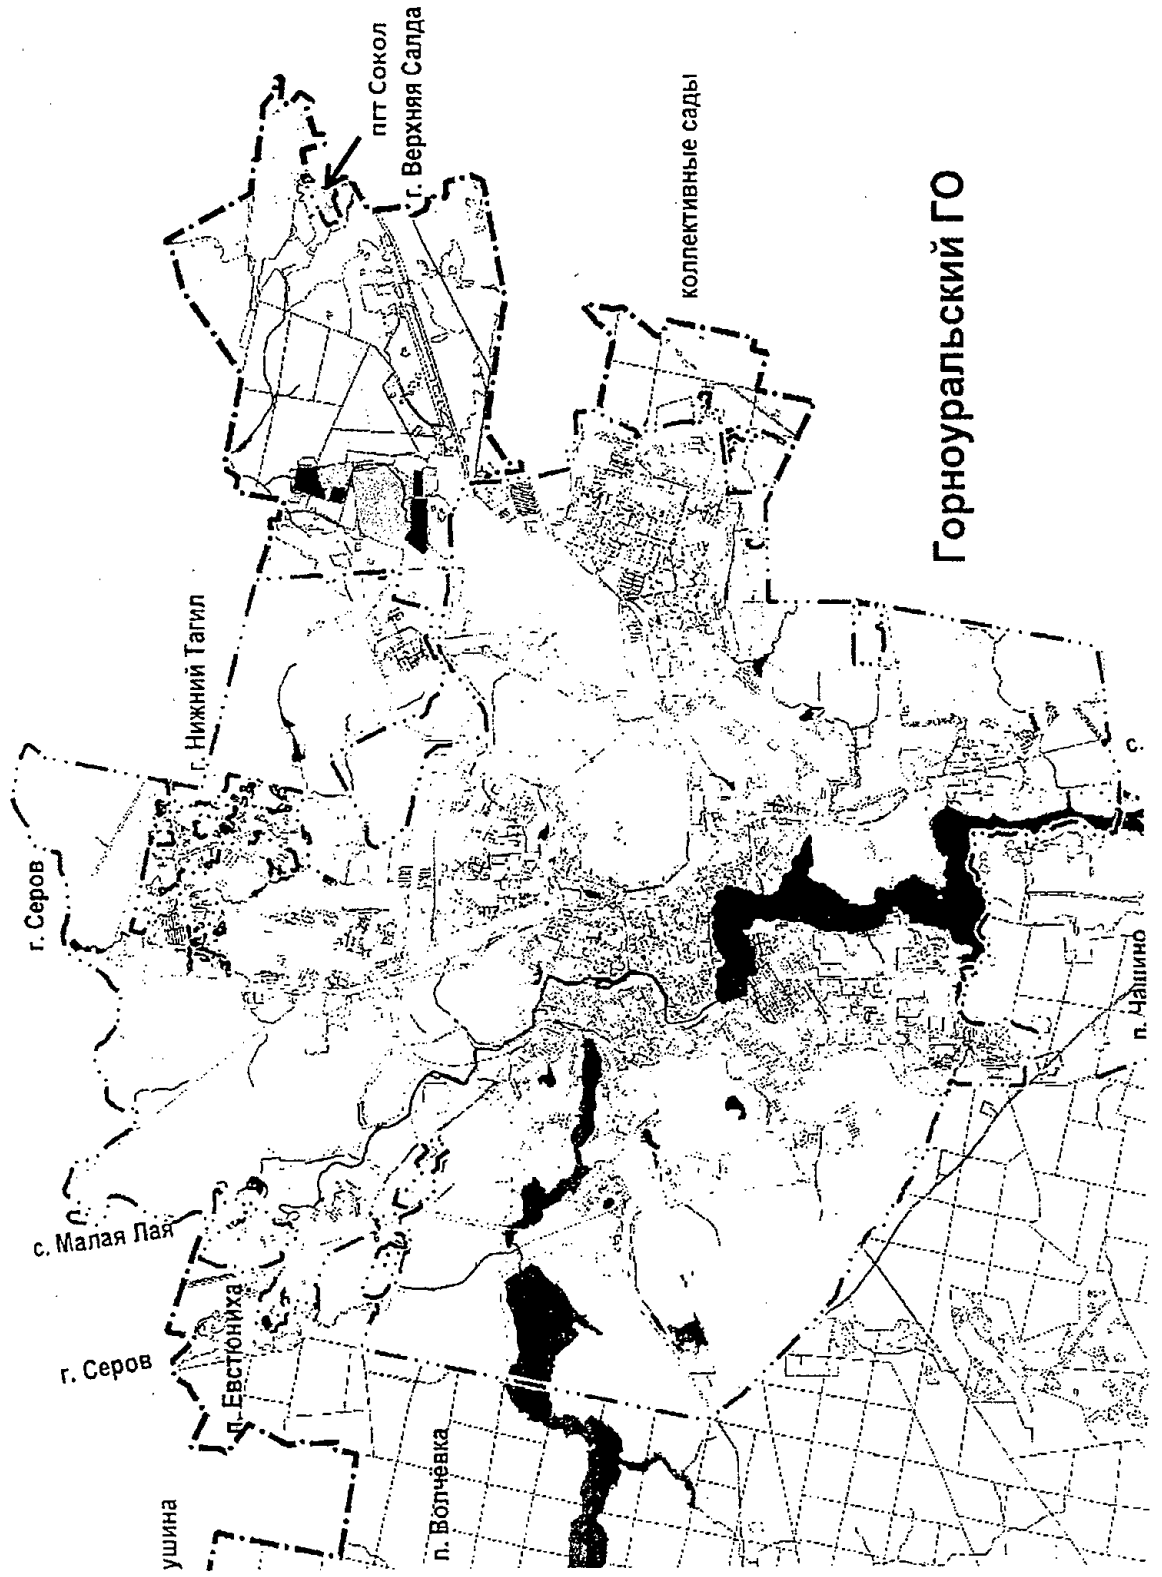 г. Серов
с. Малая Лая
г. Серов
г. Нижний Тагил
п. Евстюниха
пгт Сокол
г. Верхняя Салда
п. Волчевка
коллективные сады
Горноуральский ГО
п. Чащино
с.
ушина